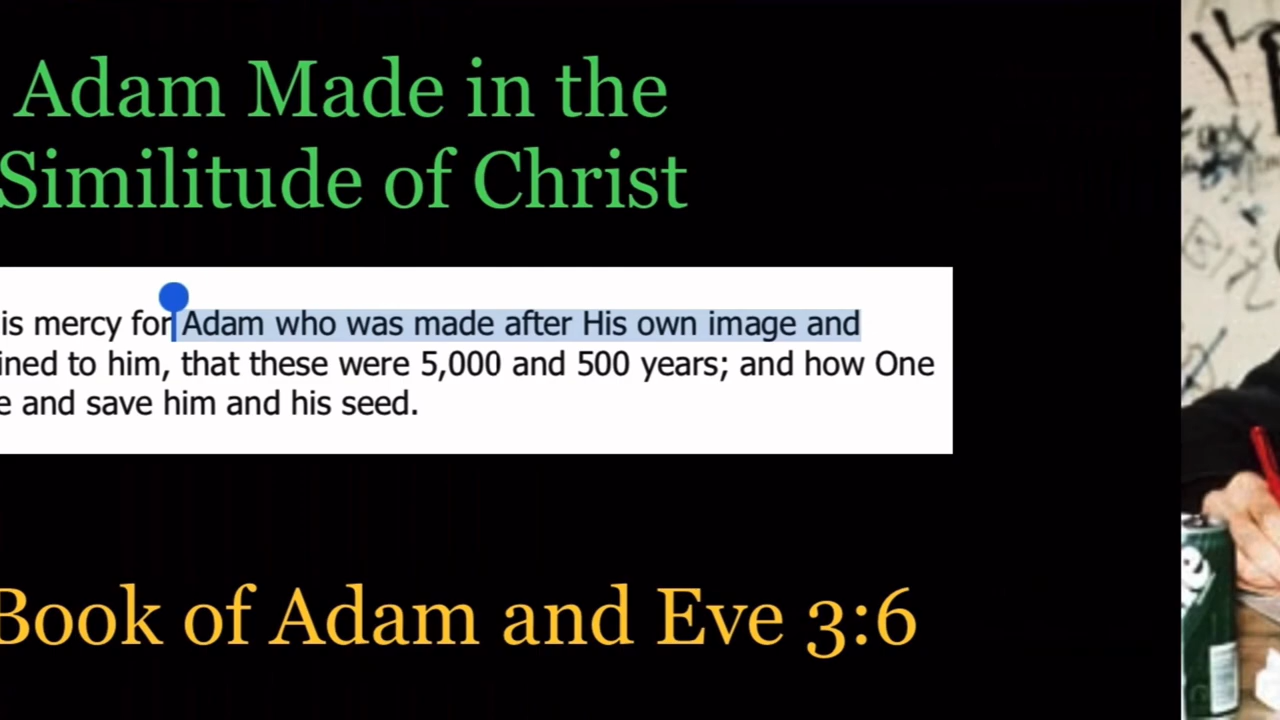 Adam Made in the
Similitude of Christ
is mercy for Adam who was made after His own image and
ined to him, that these were 5,000 and 500 years; and how One
e and save him and his seed.
Book of Adam and Eve 3:6